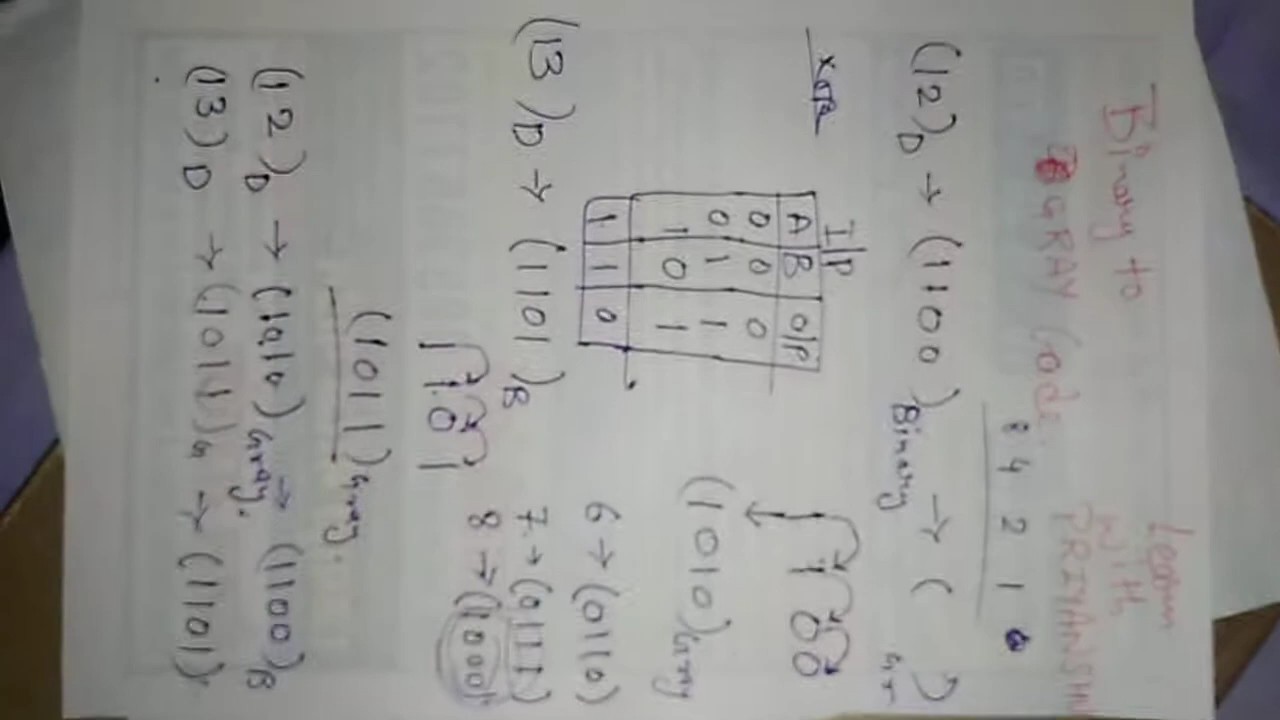 Binary to
GRAY Code.
Learn
With
PRIYANSHU
8 4 2 1
(12)D → (1100)Binary → ( )Gr
XOR
I/P
A B O/P
0 0 0
0 1 1
1 0 1
1 1 0
1 1 0 0
(1010)Gray
6 → (0110)
7 → (0111)
8 → (1000)
(13)D → (1101)B
1 1 0 1
(1011)Gray.
(12)D → (1010)Gray. → (1100)B
(13)D → (1011)G → (1101)